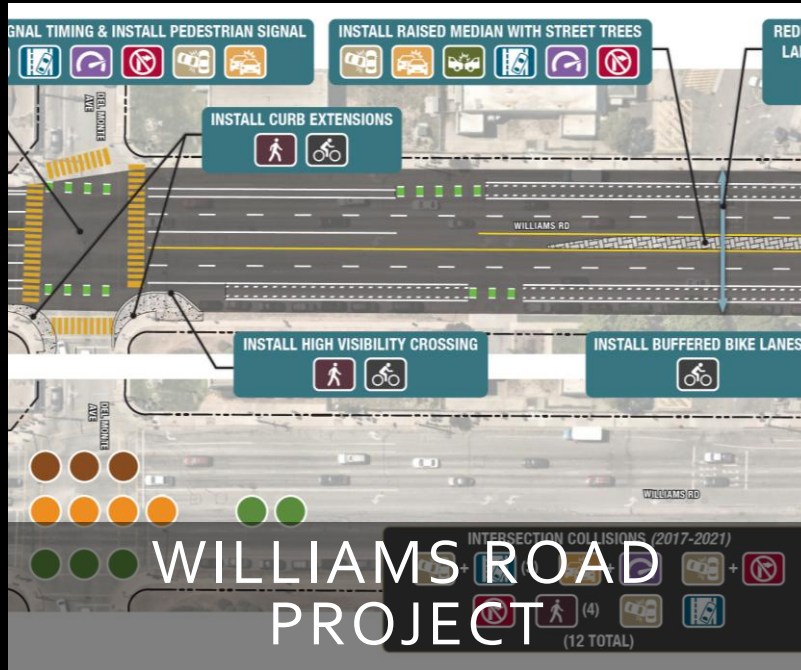 GNAL TIMING & INSTALL PEDESTRIAN SIGNAL
INSTALL RAISED MEDIAN WITH STREET TREES
RED
LA
DEL MONTE
AVE
INSTALL CURB EXTENSIONS
WILLIAMS RD
INSTALL HIGH VISIBILITY CROSSING
INSTALL BUFFERED BIKE LANES
DEL MONTE
AVE
WILLIAMS RD
INTERSECTION COLLISIONS (2017-2021)
WILLIAMS ROAD
PROJECT
(4)
(12 TOTAL)